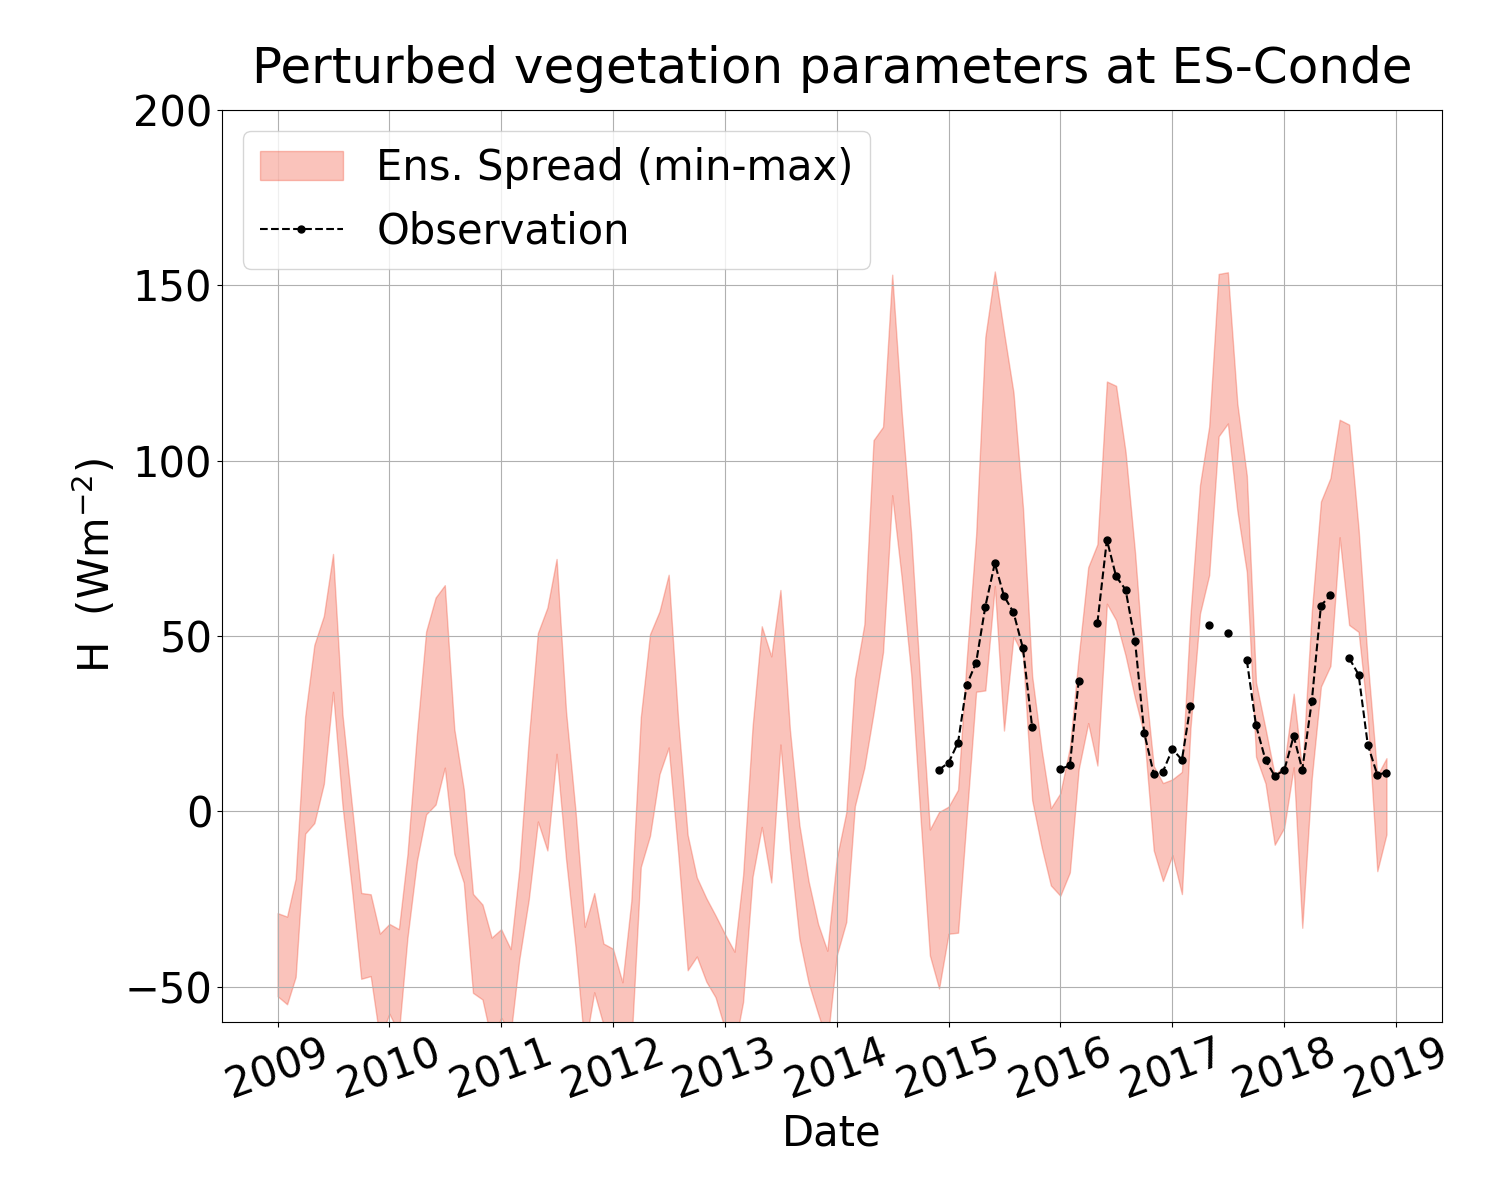 Perturbed vegetation parameters at ES-Conde
Ens. Spread (min-max)
Observation
200
150
100
50
0
−50
H (Wm⁻²)
2009 2010 2011 2012 2013 2014 2015 2016 2017 2018 2019
Date